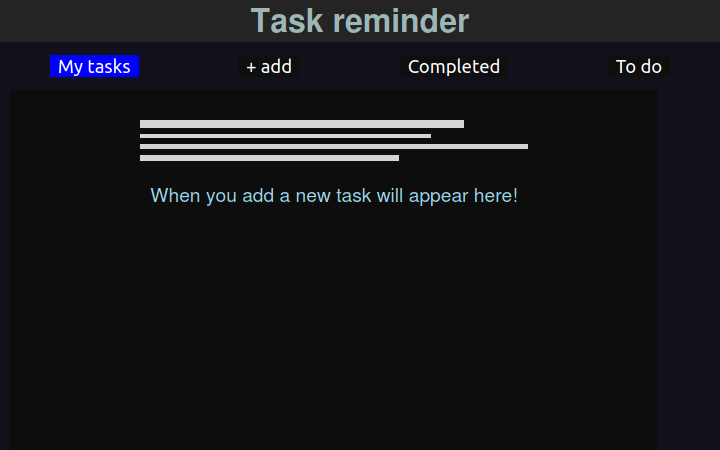 Task reminder
My tasks
+ add
Completed
To do
When you add a new task will appear here!